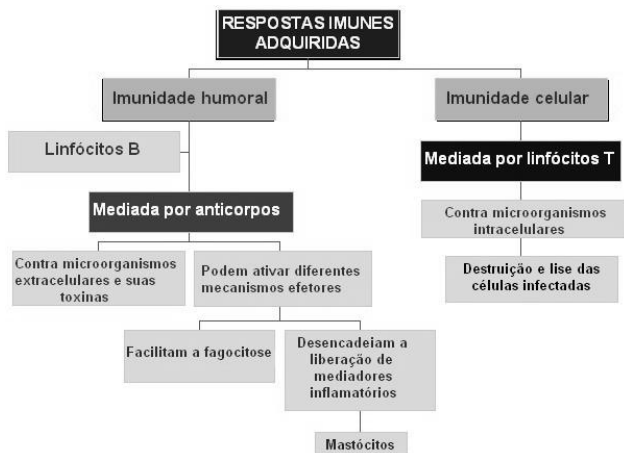 RESPOSTAS IMUNES
ADQUIRIDAS
Imunidade humoral
Imunidade celular
Linfócitos B
Mediada por linfócitos T
Mediada por anticorpos
Contra microorganismos
intracelulares
Contra microorganismos
extracelulares e suas
toxinas
Podem ativar diferentes
mecanismos efetores
Destruição e lise das
células infectadas
Facilitam a fagocitose
Desencadeiam a
liberação de
mediadores
inflamatórios
Mastócitos